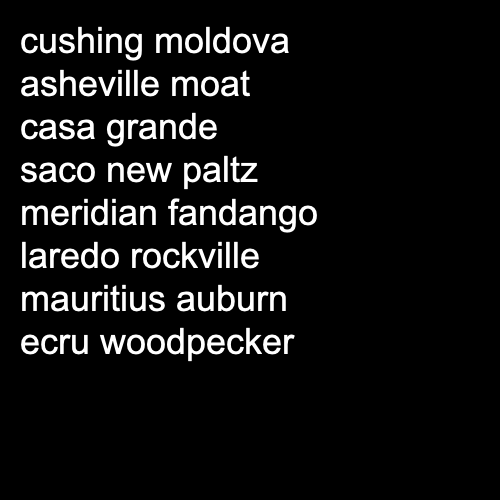 cushing moldova
asheville moat
casa grande
saco new paltz
meridian fandango
laredo rockville
mauritius auburn
ecru woodpecker